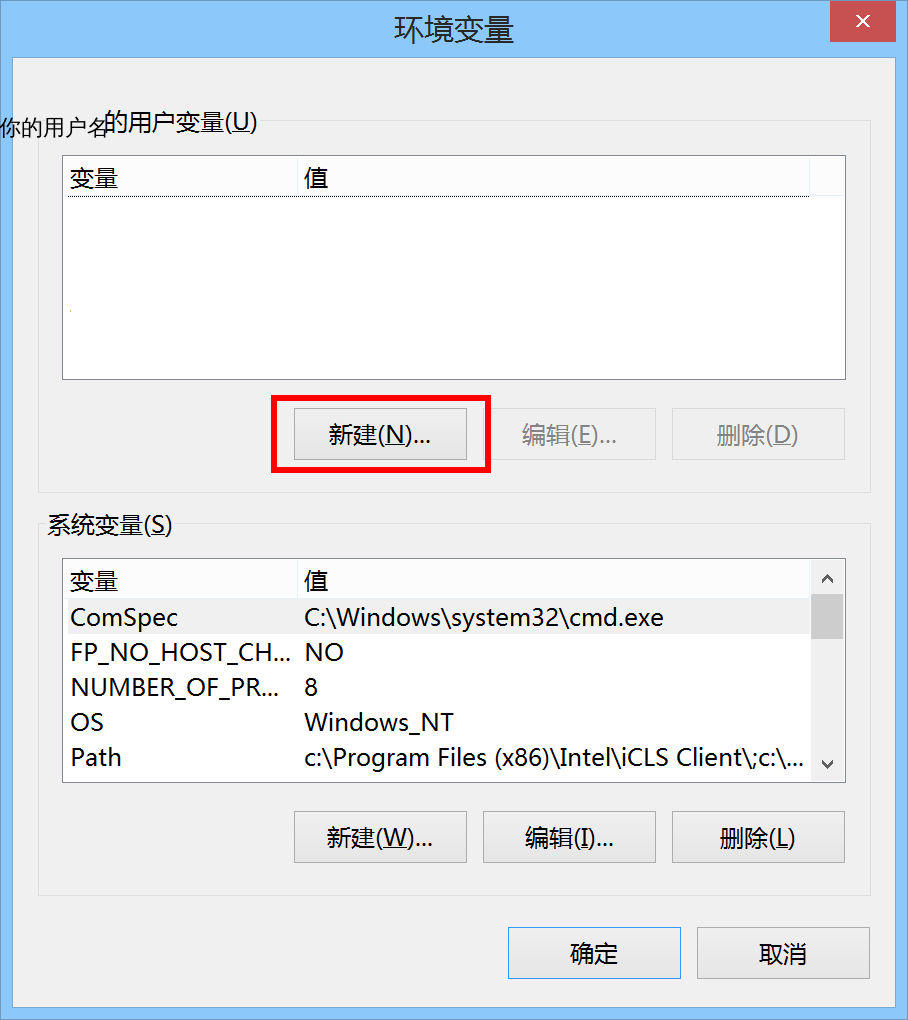 环境变量
你的用户名的用户变量(U)
变量 值
新建(N)... 编辑(E)... 删除(D)
系统变量(S)
变量 值
ComSpec C:\Windows\system32\cmd.exe
FP_NO_HOST_CH... NO
NUMBER_OF_PR... 8
OS Windows_NT
Path c:\Program Files (x86)\Intel\iCLS Client\;c:\...
新建(W)... 编辑(I)... 删除(L)
确定 取消